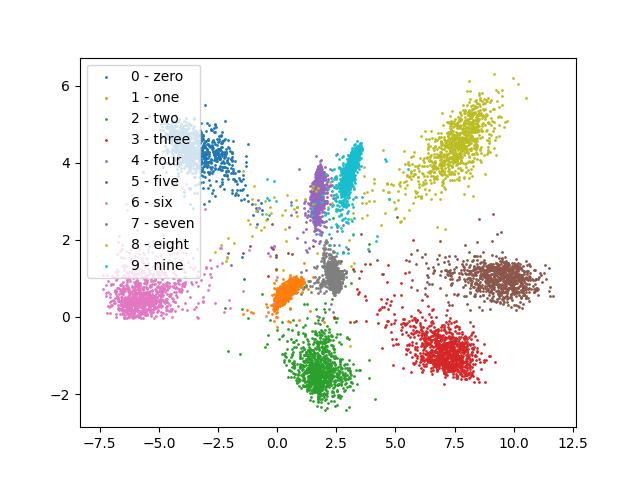 0 - zero
1 - one
2 - two
3 - three
4 - four
5 - five
6 - six
7 - seven
8 - eight
9 - nine
6
4
2
0
−2
−7.5 −5.0 −2.5 0.0 2.5 5.0 7.5 10.0 12.5